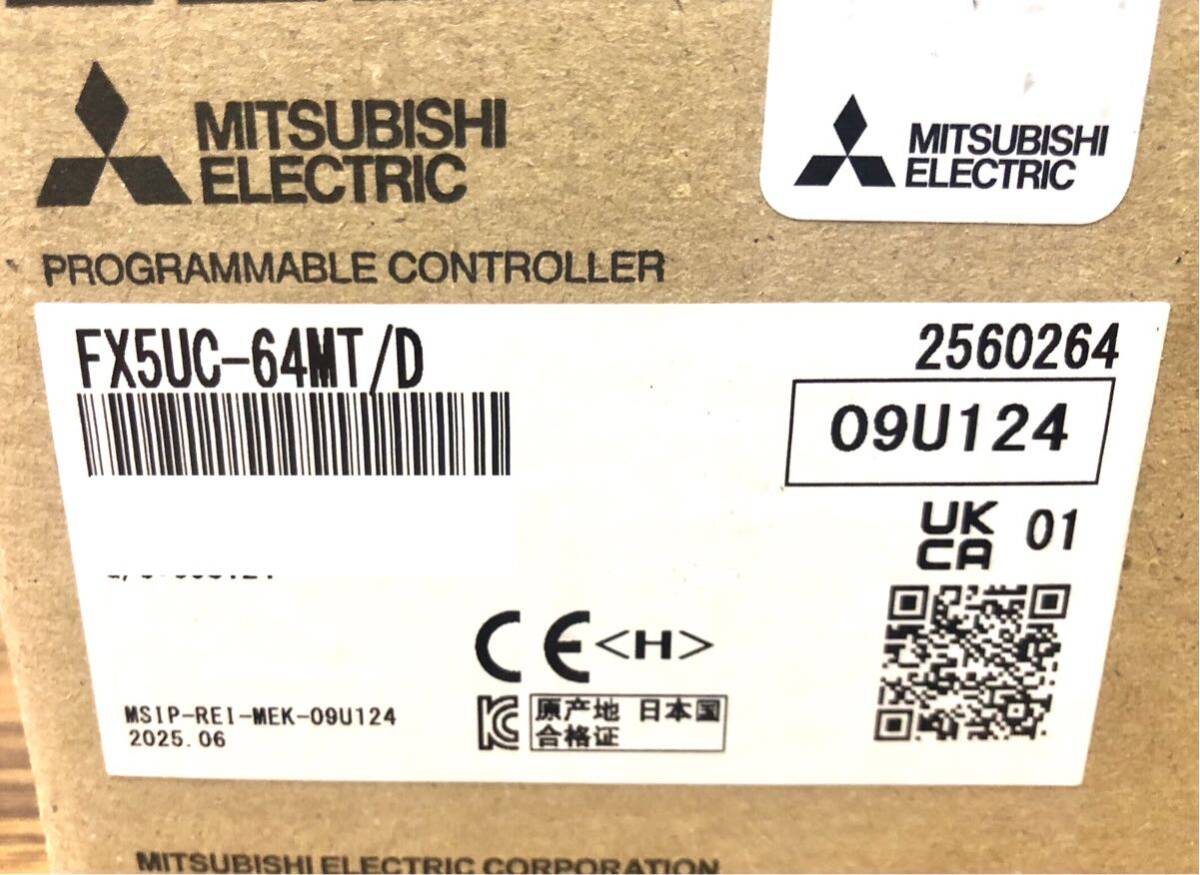 MITSUBISHI
ELECTRIC
MITSUBISHI
ELECTRIC
PROGRAMMABLE CONTROLLER
FX5UC-64MT/D
2560264
09U124
UK
CA 01
CE <H>
MSIP-REI-MEK-09U124
2025.06
原产地 日本国
合格证
MITSUBISHI ELECTRIC CORPORATION